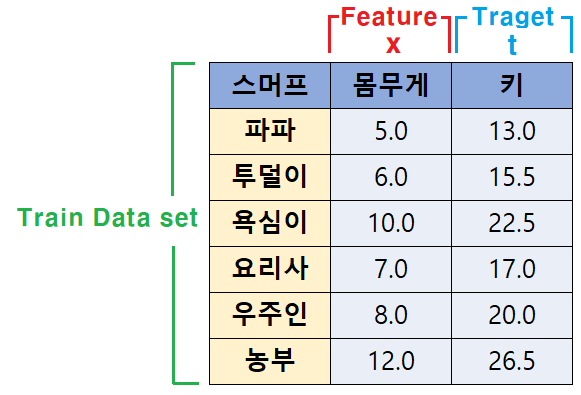 Feature Traget
x t
스머프 몸무게 키
파파 5.0 13.0
투덜이 6.0 15.5
Train Data set
욕심이 10.0 22.5
요리사 7.0 17.0
우주인 8.0 20.0
농부 12.0 26.5